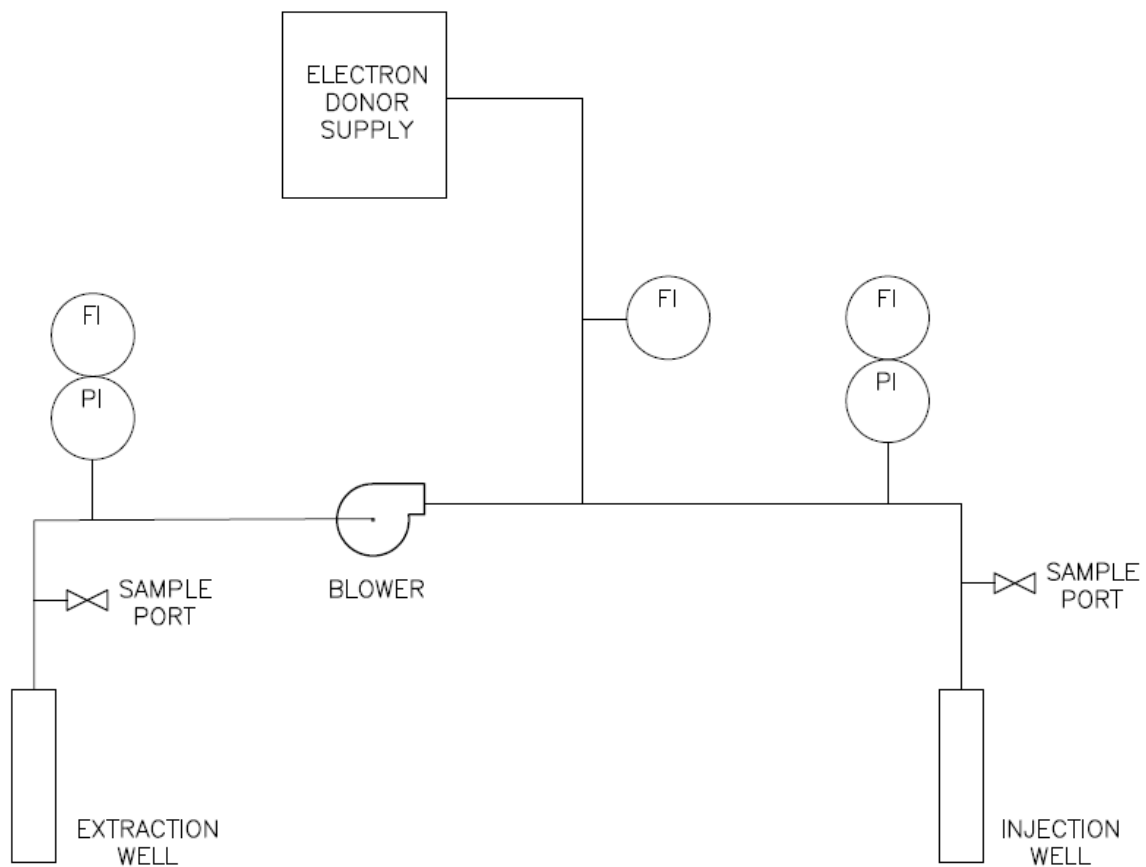 ELECTRON
DONOR
SUPPLY
FI
PI
FI
FI
PI
SAMPLE
PORT
BLOWER
SAMPLE
PORT
EXTRACTION
WELL
INJECTION
WELL